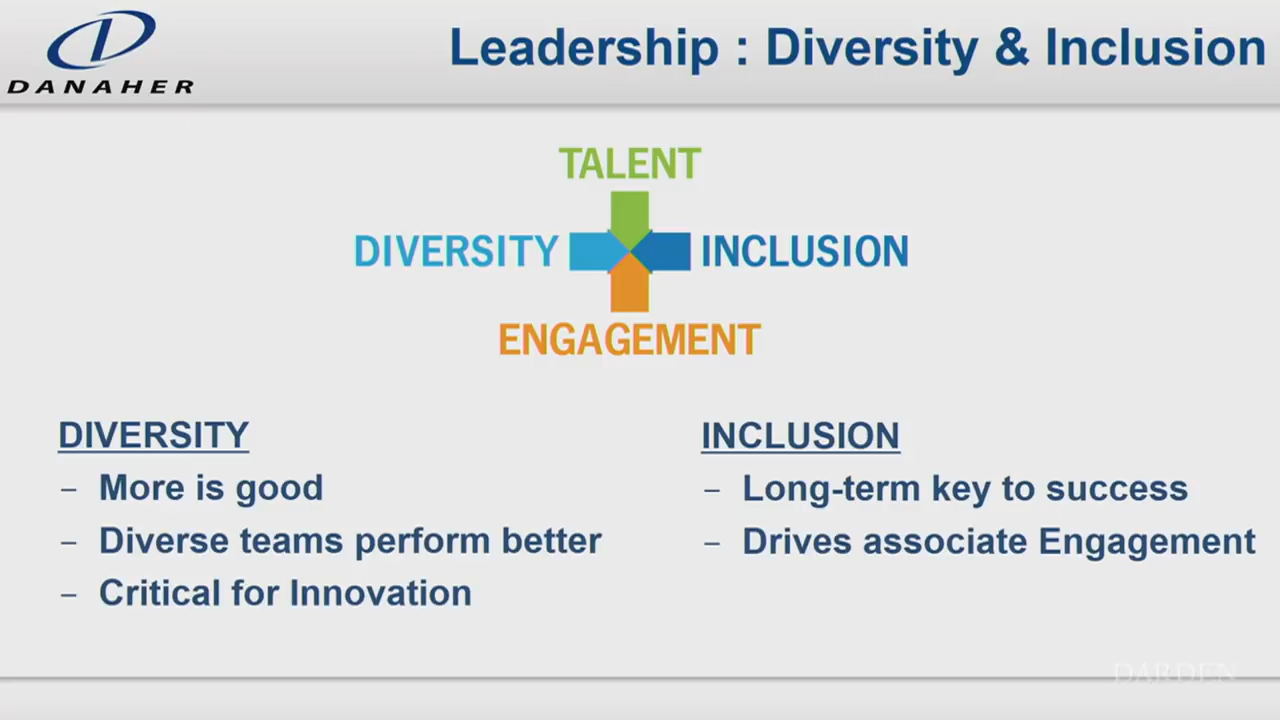 DANAHER
Leadership : Diversity & Inclusion
TALENT
DIVERSITY
INCLUSION
ENGAGEMENT
DIVERSITY
– More is good
– Diverse teams perform better
– Critical for Innovation
INCLUSION
– Long-term key to success
– Drives associate Engagement
DARDEN